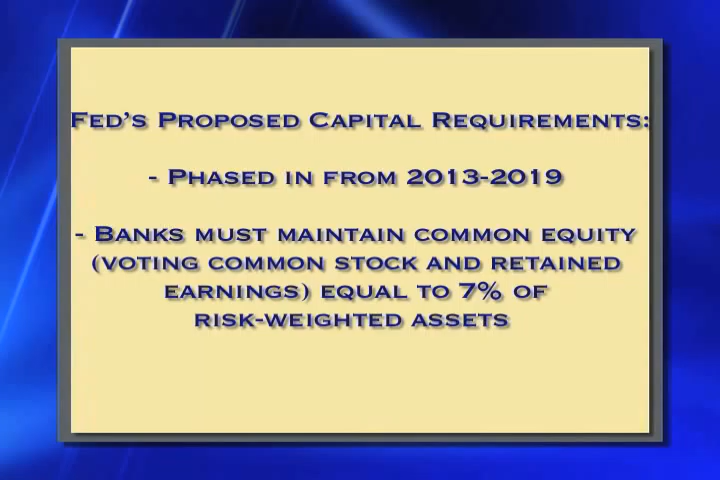 Fed's Proposed Capital Requirements:
- Phased in from 2013-2019
- Banks must maintain common equity
(voting common stock and retained
earnings) equal to 7% of
risk-weighted assets